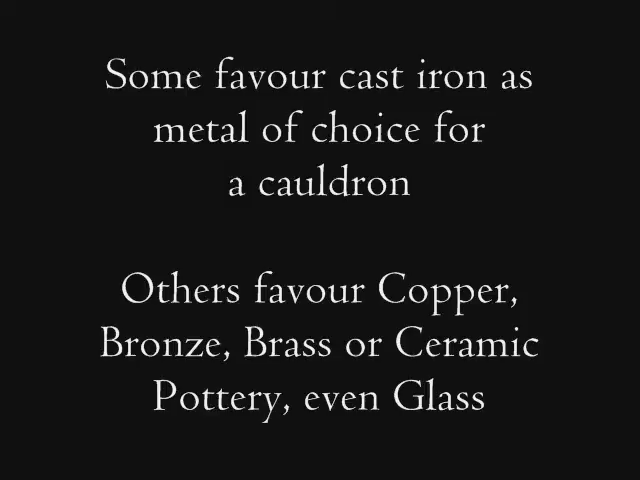 Some favour cast iron as
metal of choice for
a cauldron
Others favour Copper,
Bronze, Brass or Ceramic
Pottery, even Glass